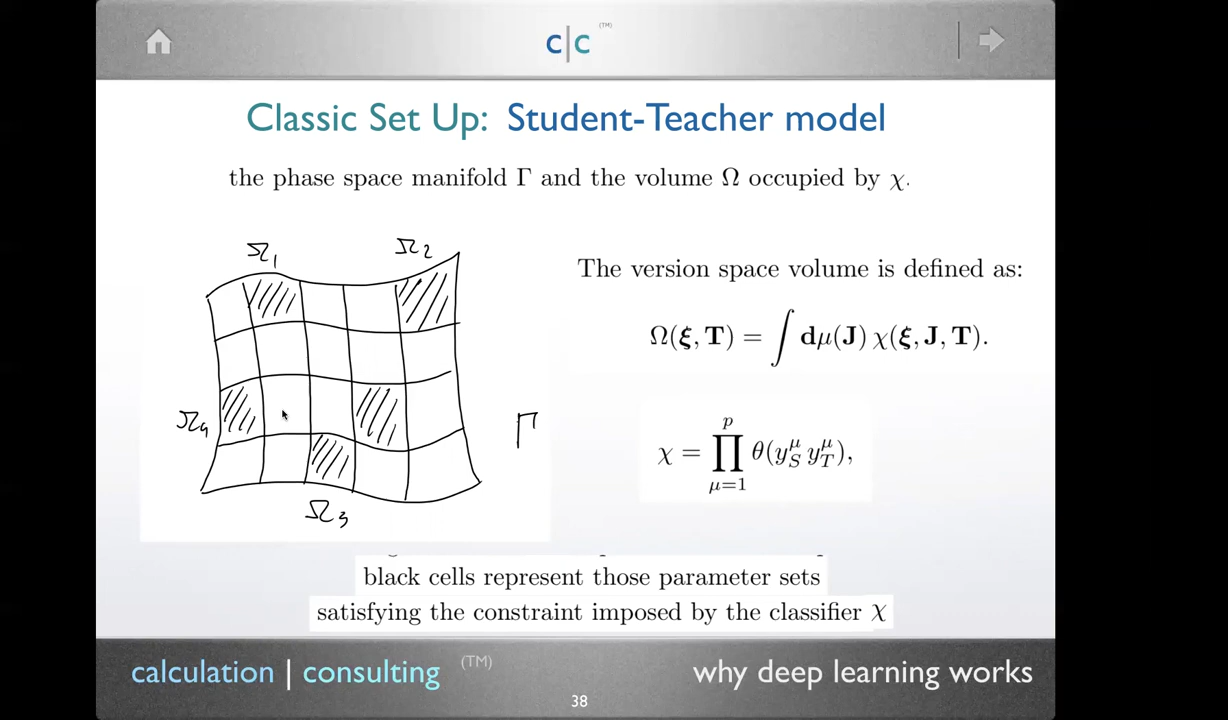 c|c (TM)
Classic Set Up: Student-Teacher model
the phase space manifold Γ and the volume Ω occupied by χ.
Ω1 Ω2
The version space volume is defined as:
Ω(ξ, T) = ∫ dμ(J) χ(ξ, J, T).
Ω4
Γ
χ = ∏_{μ=1}^{p} θ(y_S^μ y_T^μ),
Ω3
black cells represent those parameter sets
satisfying the constraint imposed by the classifier χ
calculation | consulting (TM) why deep learning works
38